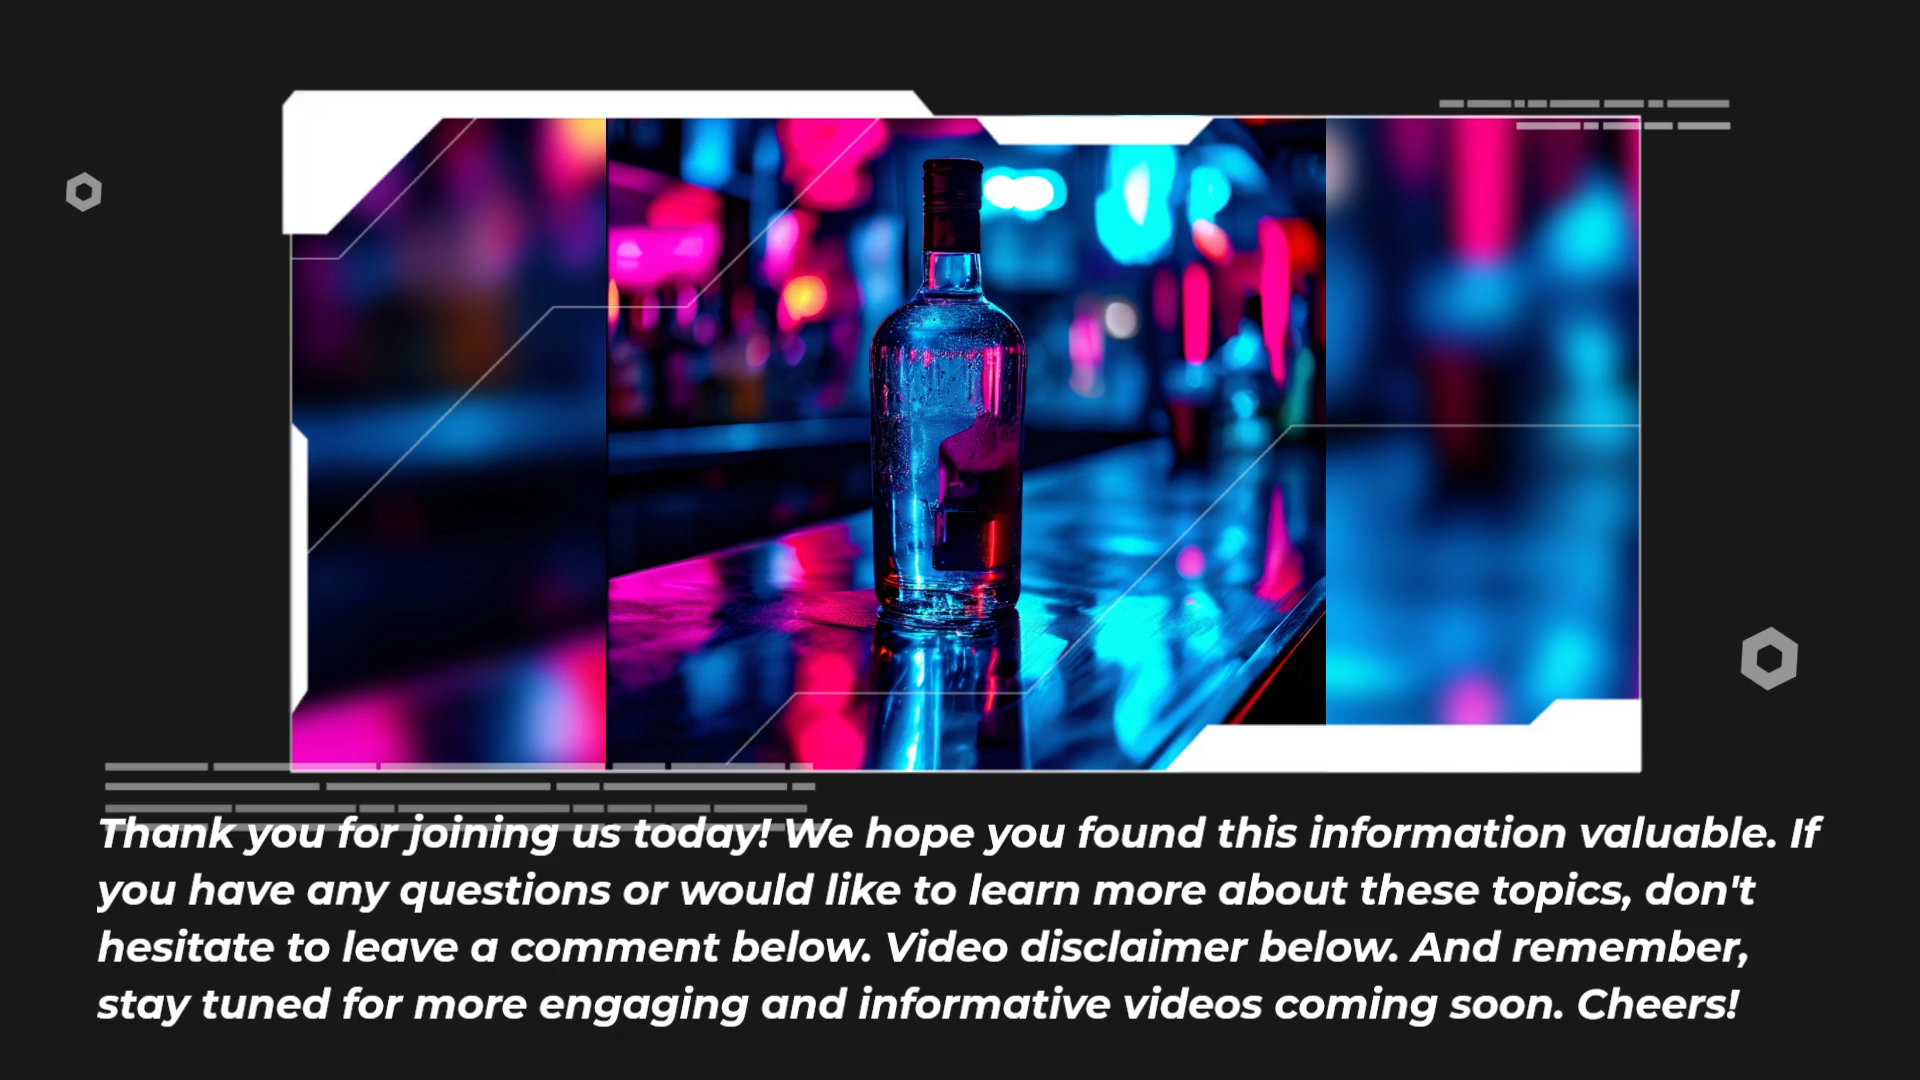 Thank you for joining us today! We hope you found this information valuable. If
you have any questions or would like to learn more about these topics, don't
hesitate to leave a comment below. Video disclaimer below. And remember,
stay tuned for more engaging and informative videos coming soon. Cheers!